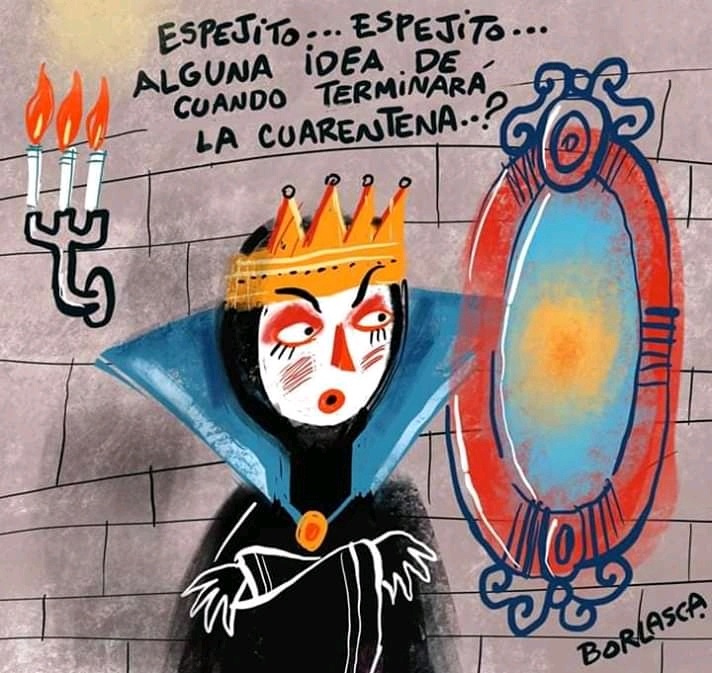 ESPEJITO... ESPEJITO...
ALGUNA IDEA DE
CUANDO TERMINARÁ
LA CUARENTENA..?
BORLASCA